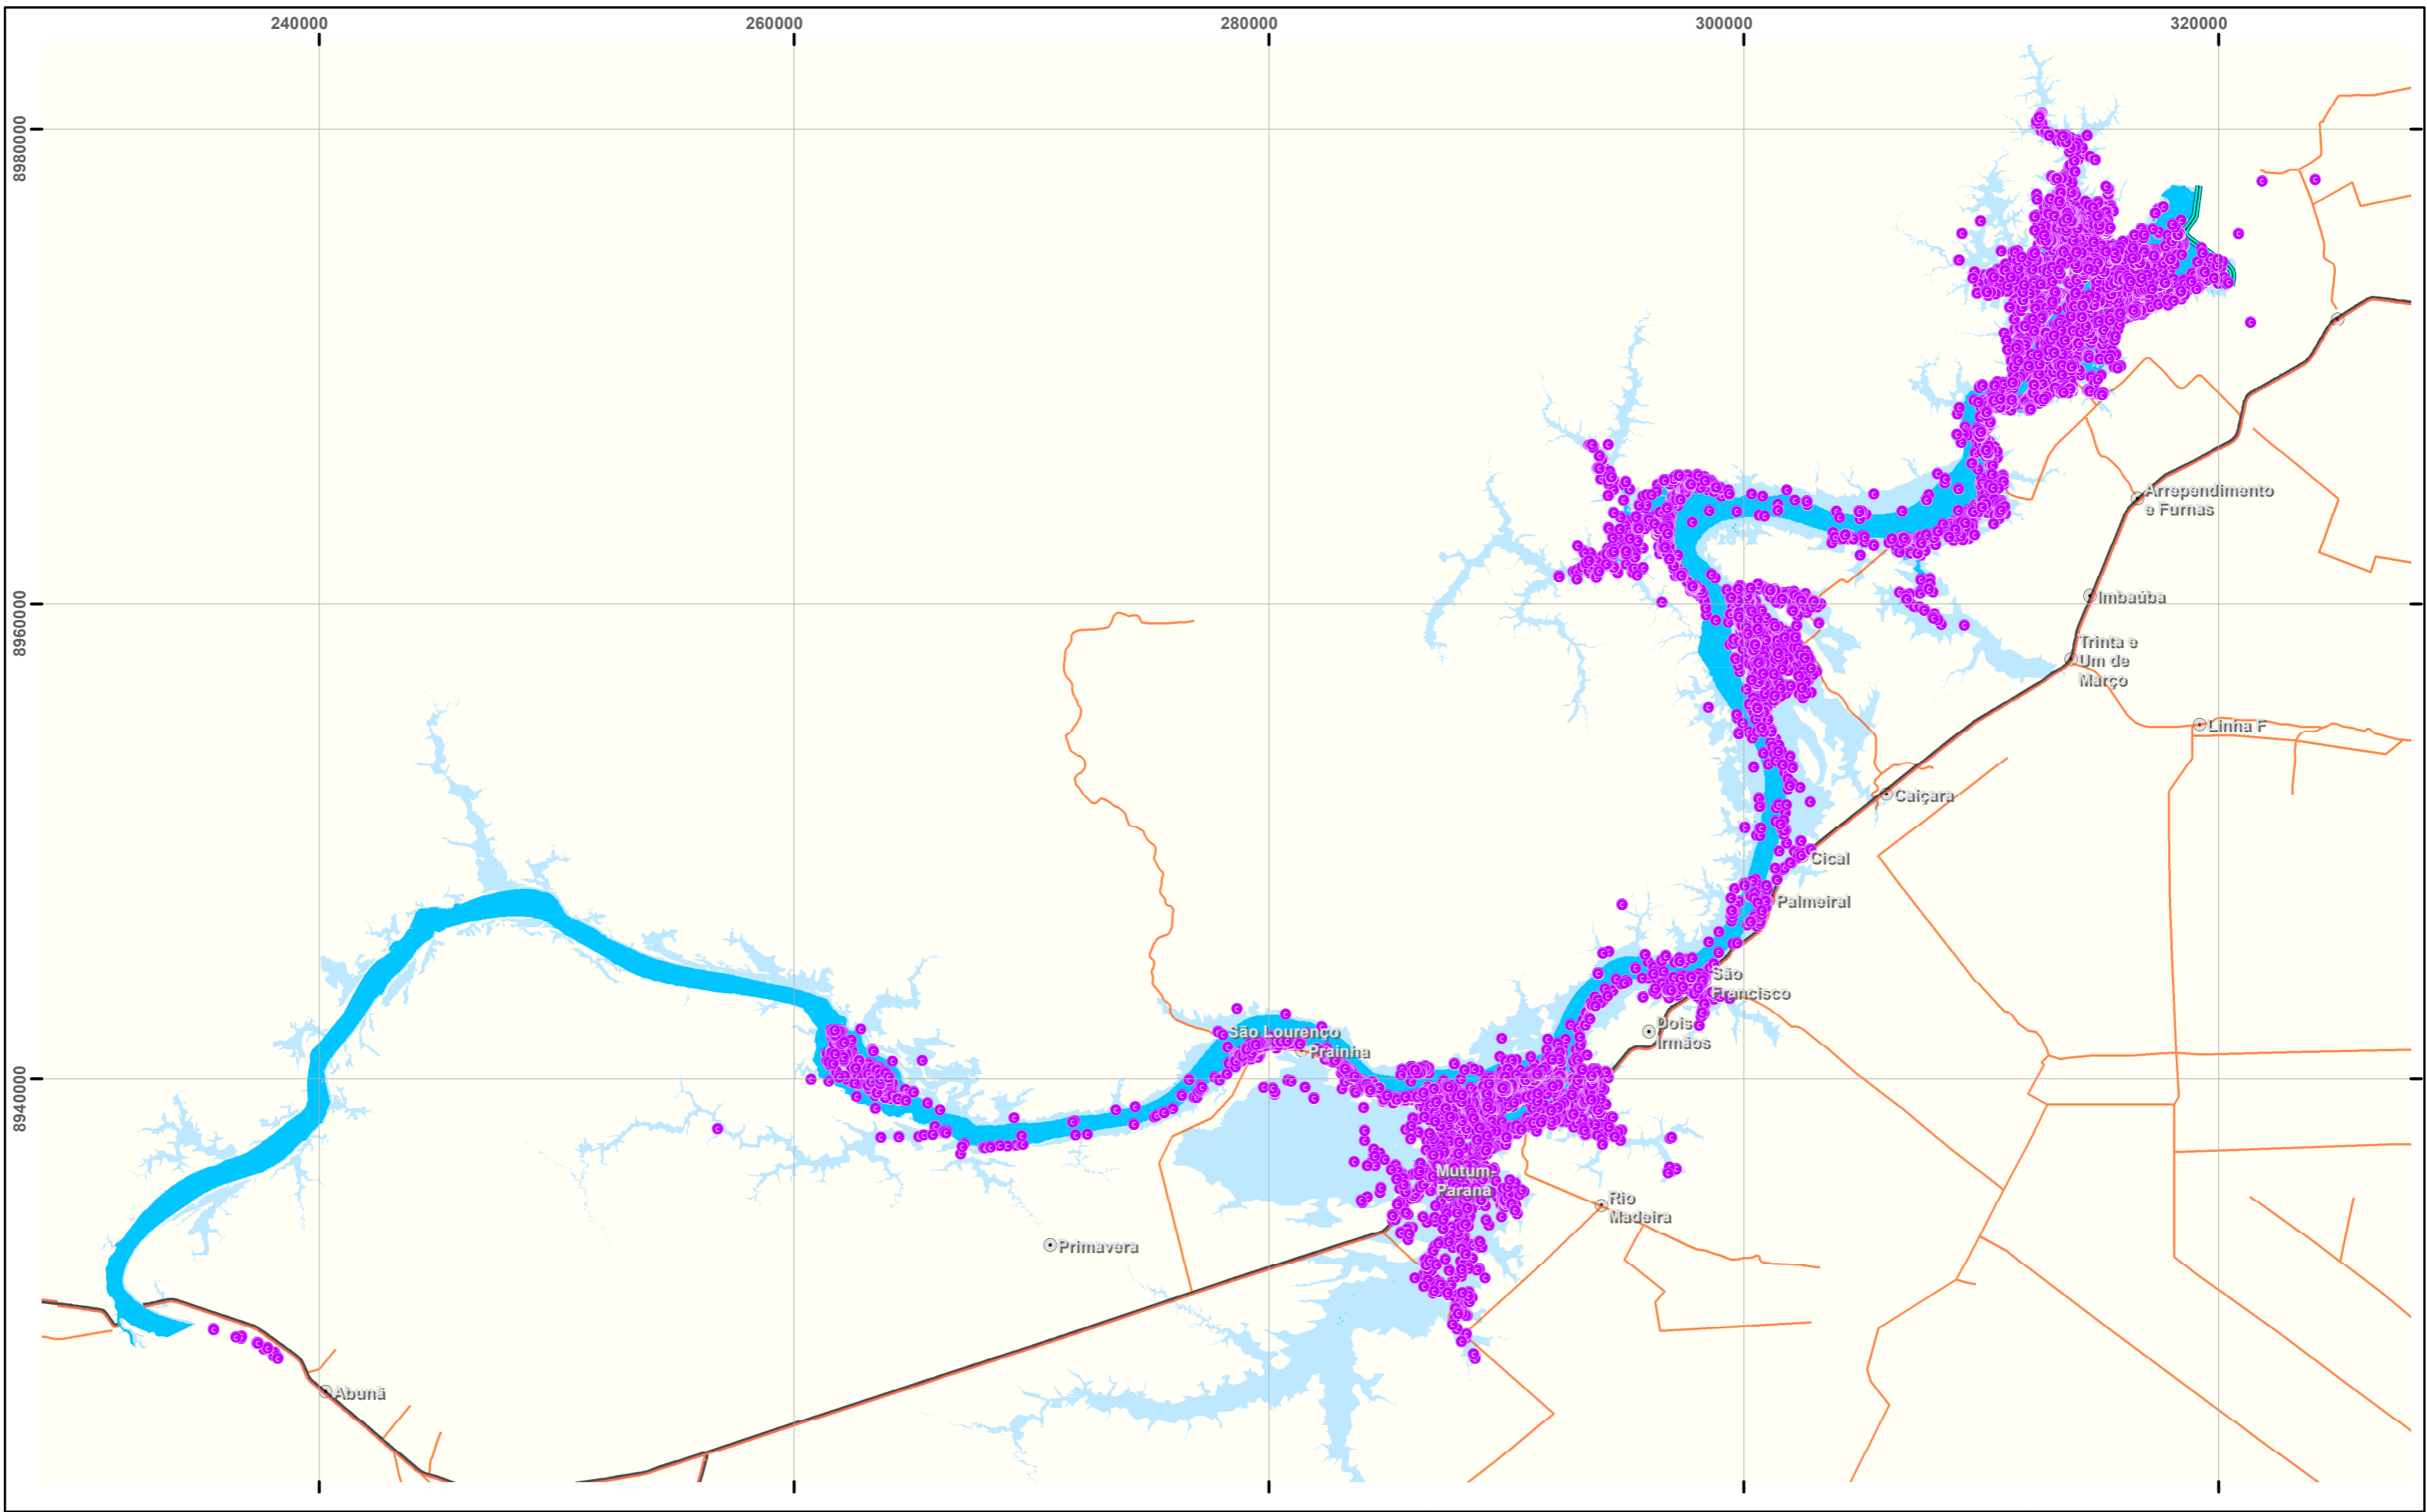 240000
260000
280000
300000
320000
8980000
8960000
8940000
Arrependimento
e Furnas
Imbaúba
Trinta e
Um de
Março
Linha F
Caiçara
Cical
Palmeiral
São
Francisco
Dois
Irmãos
São Lourenço
Prainha
Mutum-
Paraná
Rio
Madeira
Primavera
Abunã